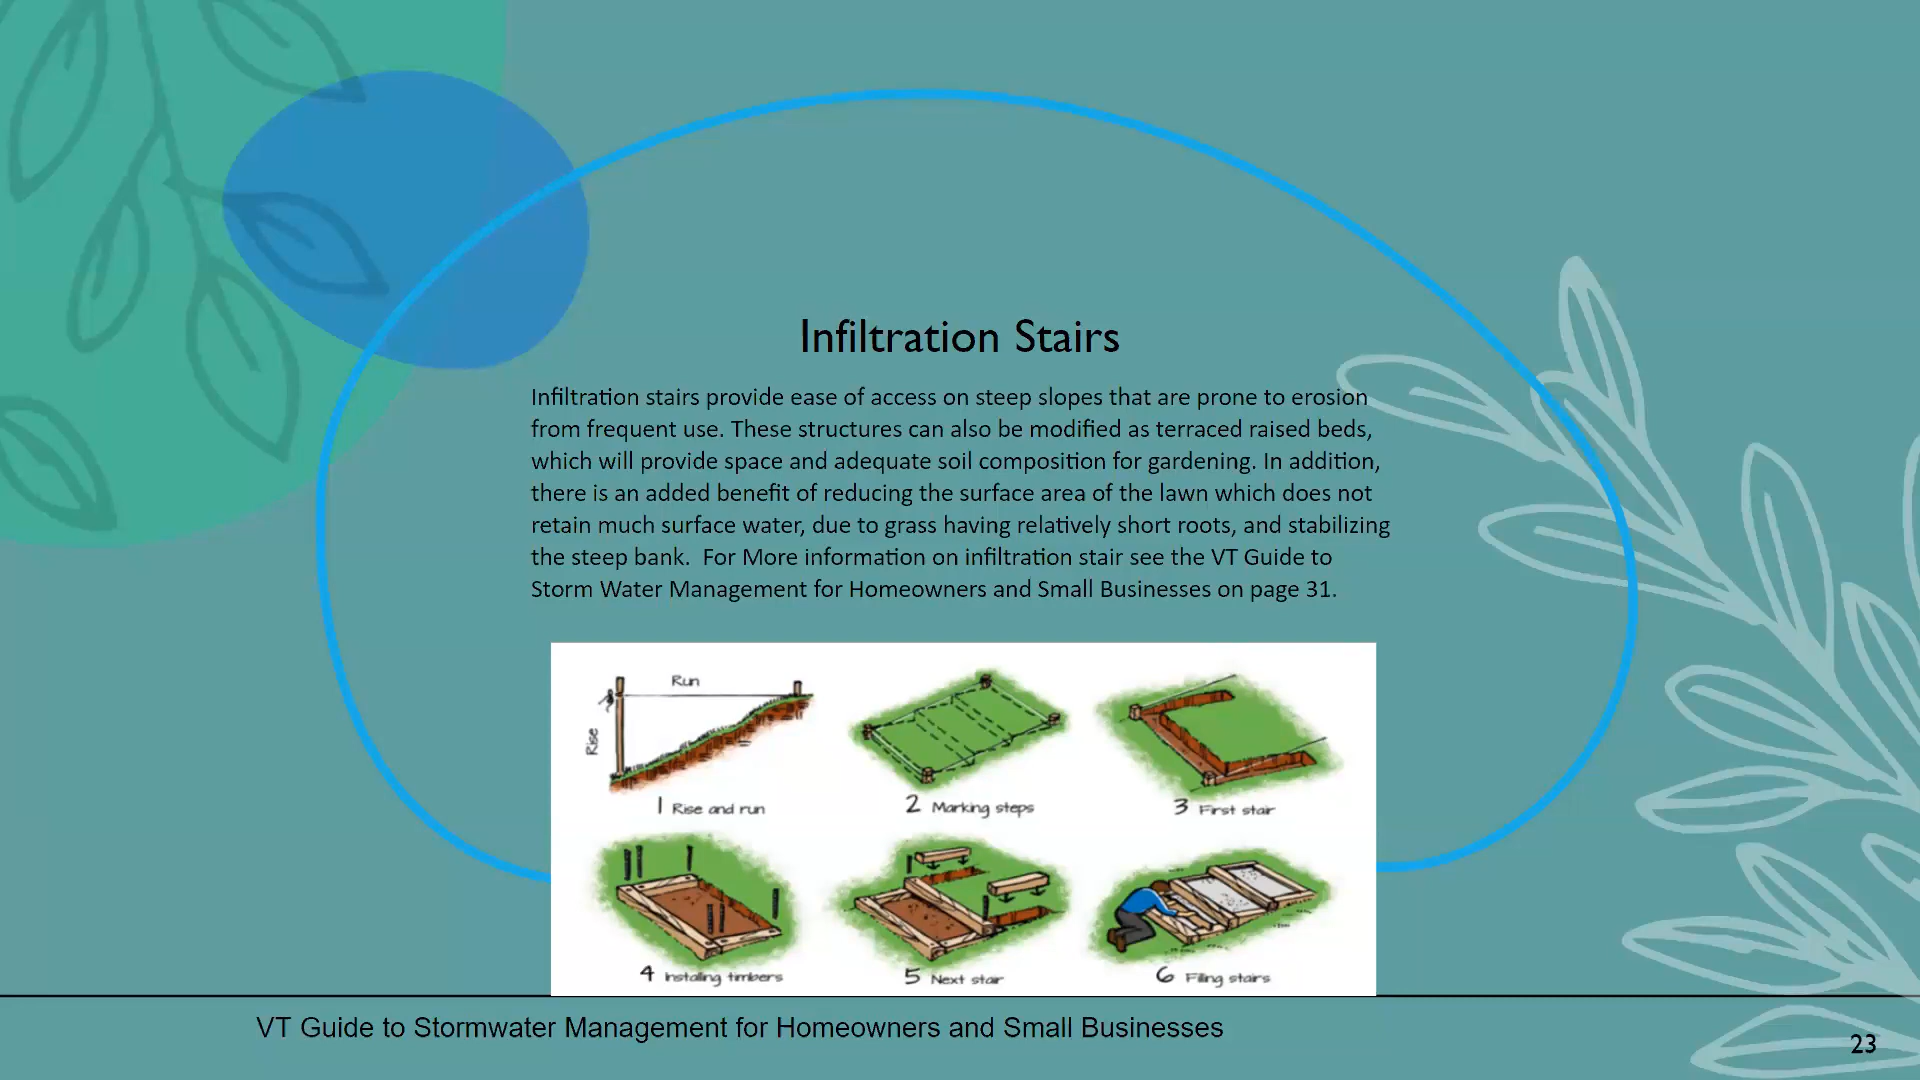 Infiltration Stairs
Infiltration stairs provide ease of access on steep slopes that are prone to erosion
from frequent use. These structures can also be modified as terraced raised beds,
which will provide space and adequate soil composition for gardening. In addition,
there is an added benefit of reducing the surface area of the lawn which does not
retain much surface water, due to grass having relatively short roots, and stabilizing
the steep bank.  For More information on infiltration stair see the VT Guide to
Storm Water Management for Homeowners and Small Businesses on page 31.
Run
Rise
1 Rise and run
2 Marking steps
3 First stair
4 Installing timbers
5 Next stair
6 Filling stairs
VT Guide to Stormwater Management for Homeowners and Small Businesses
23